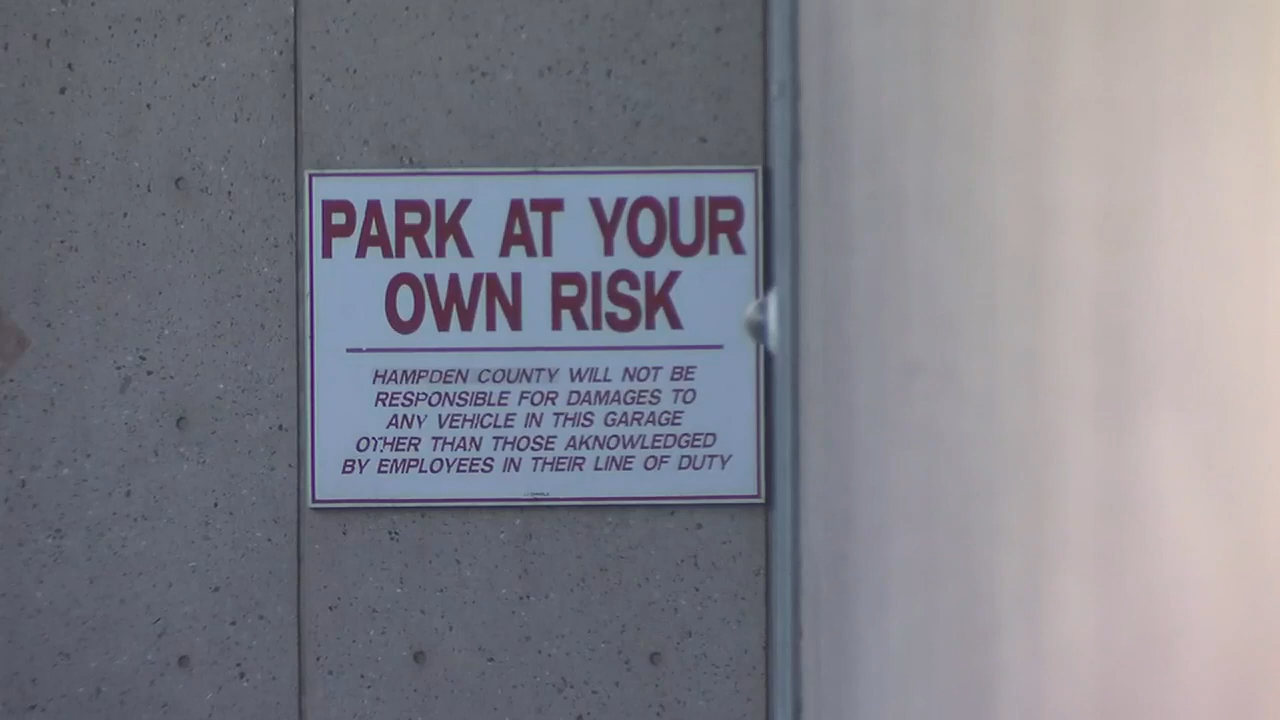 PARK AT YOUR
OWN RISK
HAMPDEN COUNTY WILL NOT BE
RESPONSIBLE FOR DAMAGES TO
ANY VEHICLE IN THIS GARAGE
OTHER THAN THOSE AKNOWLEDGED
BY EMPLOYEES IN THEIR LINE OF DUTY